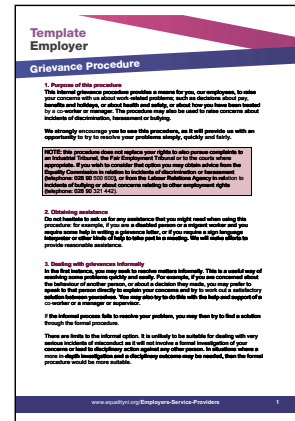 Template
Employer
Grievance Procedure
1. Purpose of this procedure
This internal grievance procedure provides a means for you, our employees, to raise
your concerns with us about work-related problems; such as decisions about pay,
benefits and holidays, or about health and safety, or about how you have been treated
by a co-worker or manager. The procedure may also be used to raise concerns about
incidents of discrimination, harassment or bullying.
We strongly encourage you to use this procedure, as it will provide us with an
opportunity to try to resolve your problems simply, quickly and fairly.
NOTE: this procedure does not replace your rights to also pursue complaints to
an Industrial Tribunal, the Fair Employment Tribunal or to the courts where
appropriate. If you wish to consider that option you may obtain advice from the
Equality Commission in relation to incidents of discrimination or harassment
(telephone: 028 90 500 600), or from the Labour Relations Agency in relation to
incidents of bullying or about concerns relating to other employment rights
(telephone: 028 90 321 442).
2. Obtaining assistance
Do not hesitate to ask us for any assistance that you might need when using this
procedure: for example, if you are a disabled person or a migrant worker and you
require some help in writing a grievance letter, or if you require a sign language
interpreter or other kinds of help to take part in a meeting. We will make efforts to
provide reasonable assistance.
3. Dealing with grievances informally
In the first instance, you may seek to resolve matters informally. This is a useful way of
resolving some problems quickly and easily. For example, if you are concerned about
the behaviour of another person, or about a decision they made, you may prefer to
speak to that person directly to explain your concerns and try to work out a satisfactory
solution between yourselves. You may also try to do this with the help and support of a
co-worker or a manager or supervisor.
If the informal process fails to resolve your problem, you may then try to find a solution
through the formal procedure.
There are limits to the informal option. It is unlikely to be suitable for dealing with very
serious incidents of misconduct as it will not involve a formal investigation of your
concerns or lead to disciplinary action against any other person. In situations where a
more in-depth investigation and a disciplinary outcome may be needed, then the formal
procedure would be more suitable.
www.equalityni.org/Employers-Service-Providers 1